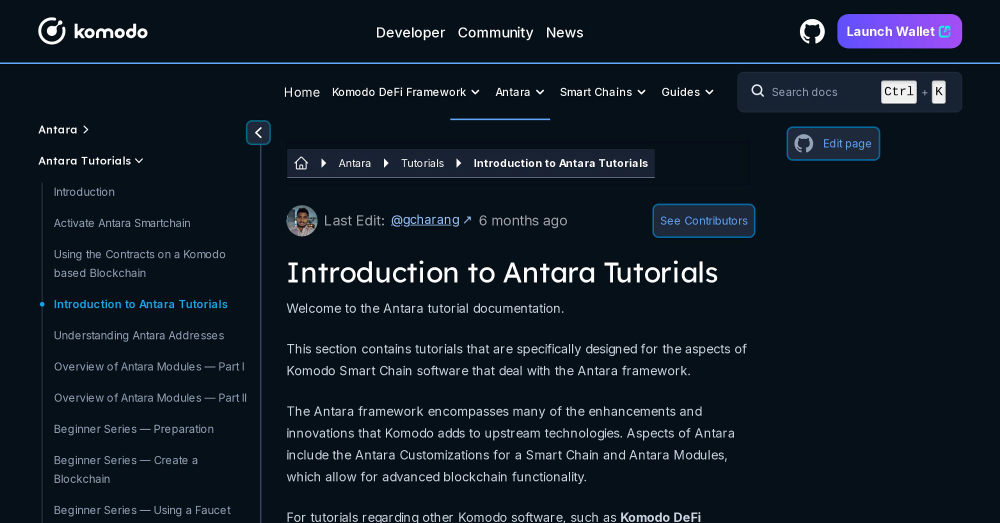 komodo
Developer Community News
Launch Wallet
Home Komodo DeFi Framework Antara Smart Chains Guides
Search docs Ctrl + K
Antara
Antara Tutorials
Introduction
Activate Antara Smartchain
Using the Contracts on a Komodo
based Blockchain
Introduction to Antara Tutorials
Understanding Antara Addresses
Overview of Antara Modules — Part I
Overview of Antara Modules — Part II
Beginner Series — Preparation
Beginner Series — Create a
Blockchain
Beginner Series — Using a Faucet
Antara Tutorials Introduction to Antara Tutorials
Edit page
Last Edit: @gcharang ↗ 6 months ago
See Contributors
Introduction to Antara Tutorials
Welcome to the Antara tutorial documentation.
This section contains tutorials that are specifically designed for the aspects of
Komodo Smart Chain software that deal with the Antara framework.
The Antara framework encompasses many of the enhancements and
innovations that Komodo adds to upstream technologies. Aspects of Antara
include the Antara Customizations for a Smart Chain and Antara Modules,
which allow for advanced blockchain functionality.
For tutorials regarding other Komodo software, such as Komodo DeFi